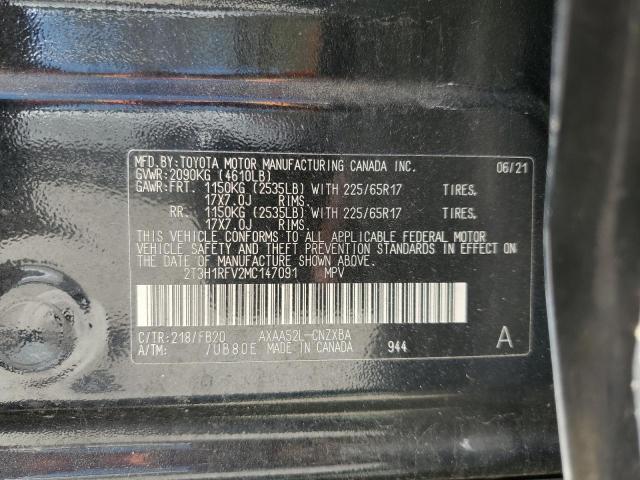 MFD.BY:TOYOTA MOTOR MANUFACTURING CANADA INC. 06/21
GVWR:2090KG (4610LB)
GAWR:FRT. 1150KG (2535LB) WITH 225/65R17 TIRES.
17X7.0J RIMS.
RR. 1150KG (2535LB) WITH 225/65R17 TIRES.
17X7.0J RIMS.
THIS VEHICLE CONFORMS TO ALL APPLICABLE FEDERAL MOTOR
VEHICLE SAFETY AND THEFT PREVENTION STANDARDS IN EFFECT ON
THE DATE OF MANUFACTURE SHOWN ABOVE.
2T3H1RFV2MC147091 MPV
C/TR:218/FB20 AXAA52L-CNZXBA A
A/TM: /UB80E MADE IN CANADA 944